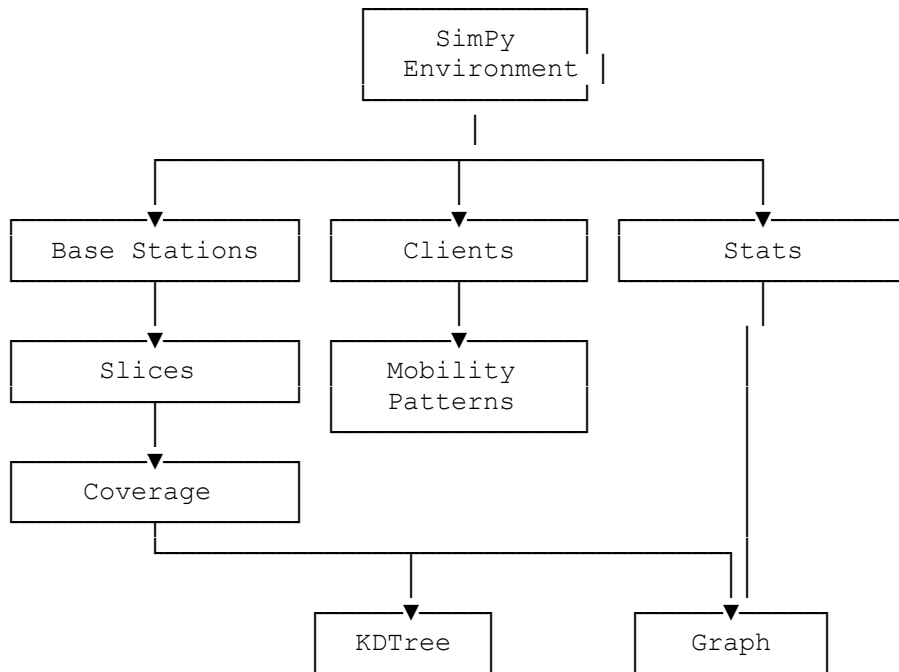 SimPy
Environment
Base Stations
Clients
Stats
Slices
Mobility
Patterns
Coverage
KDTree
Graph